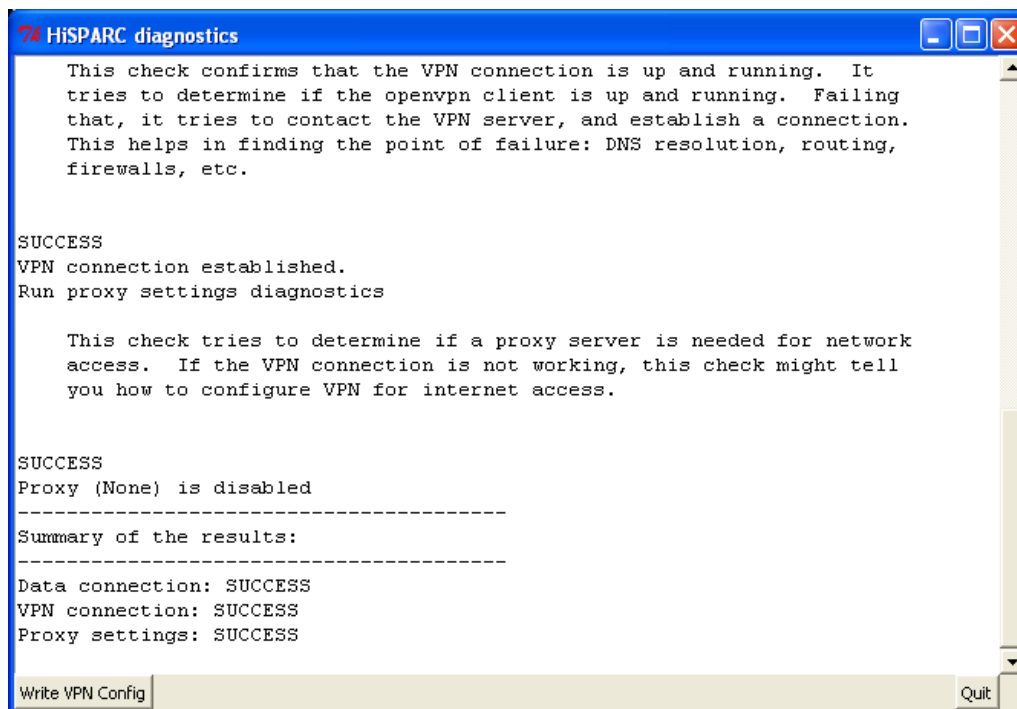 HiSPARC diagnostics
This check confirms that the VPN connection is up and running.  It
tries to determine if the openvpn client is up and running.  Failing
that, it tries to contact the VPN server, and establish a connection.
This helps in finding the point of failure: DNS resolution, routing,
firewalls, etc.
SUCCESS
VPN connection established.
Run proxy settings diagnostics
This check tries to determine if a proxy server is needed for network
access.  If the VPN connection is not working, this check might tell
you how to configure VPN for internet access.
SUCCESS
Proxy (None) is disabled
----------------------------------------
Summary of the results:
----------------------------------------
Data connection: SUCCESS
VPN connection: SUCCESS
Proxy settings: SUCCESS
Write VPN Config
Quit